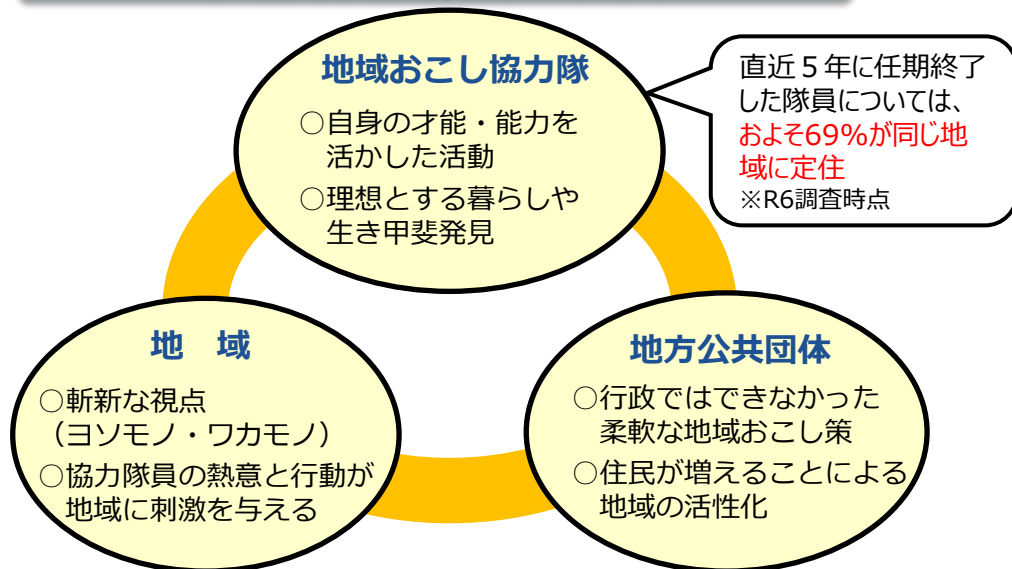 地域おこし協力隊
○自身の才能・能力を
活かした活動
○理想とする暮らしや
生き甲斐発見
直近５年に任期終了
した隊員については、
およそ69%が同じ地
域に定住
※R6調査時点
地　域
○斬新な視点
（ヨソモノ・ワカモノ）
○協力隊員の熱意と行動が
地域に刺激を与える
地方公共団体
○行政ではできなかった
柔軟な地域おこし策
○住民が増えることによる
地域の活性化